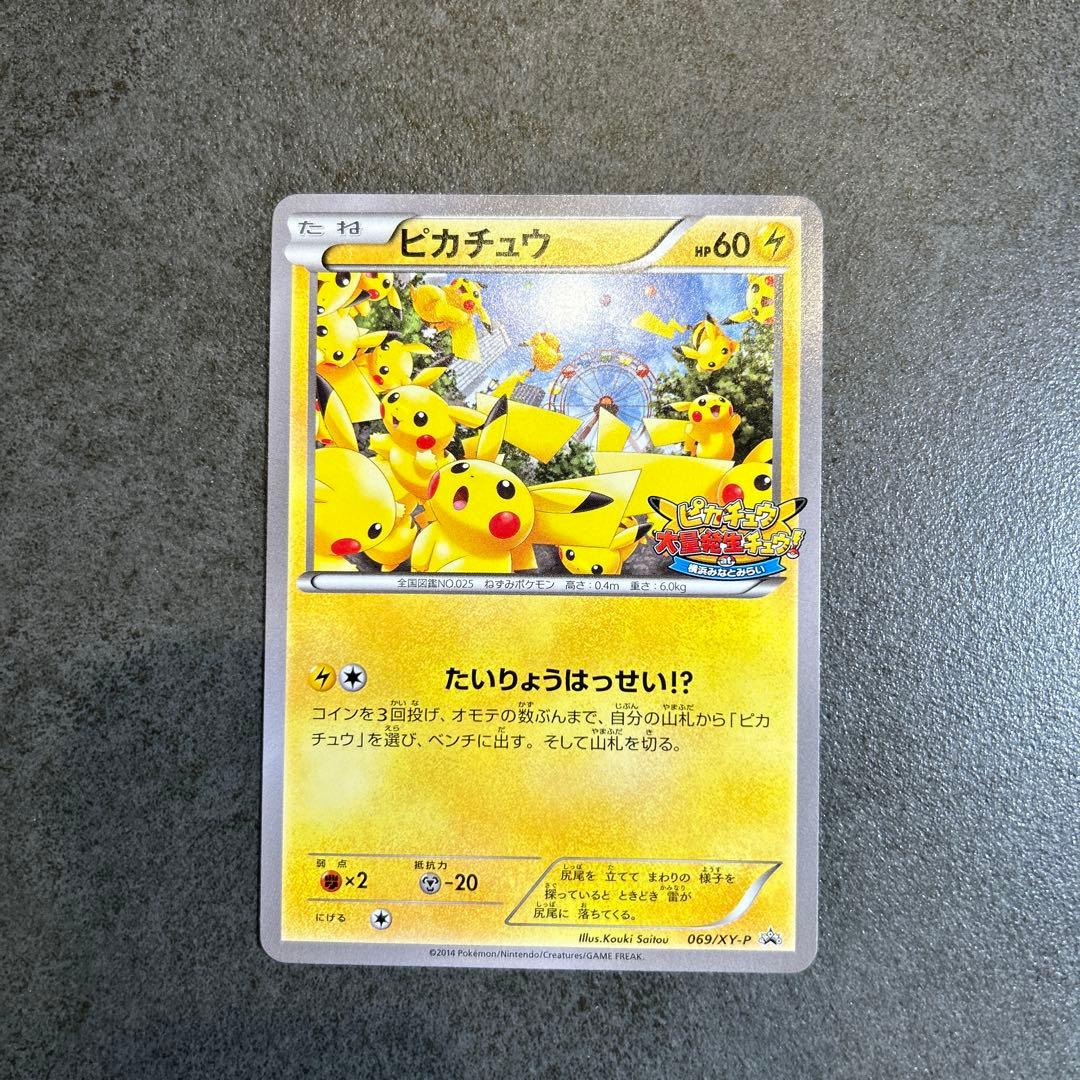 たね ピカチュウ HP60
ピカチュウ
大量発生チュウ!
at
横浜みなとみらい
全国図鑑NO.025 ねずみポケモン 高さ:0.4m 重さ:6.0kg
たいりょうはっせい!?
コインを3回投げ、オモテの数ぶんまで、自分の山札から「ピカ
チュウ」を選び、ベンチに出す。そして山札を切る。
弱点 抵抗力
×2 -20
にげる
尻尾を 立てて まわりの 様子を
探っていると ときどき 雷が
尻尾に 落ちてくる。
Illus.Kouki Saitou 069/XY-P
©2014 Pokémon/Nintendo/Creatures/GAME FREAK.